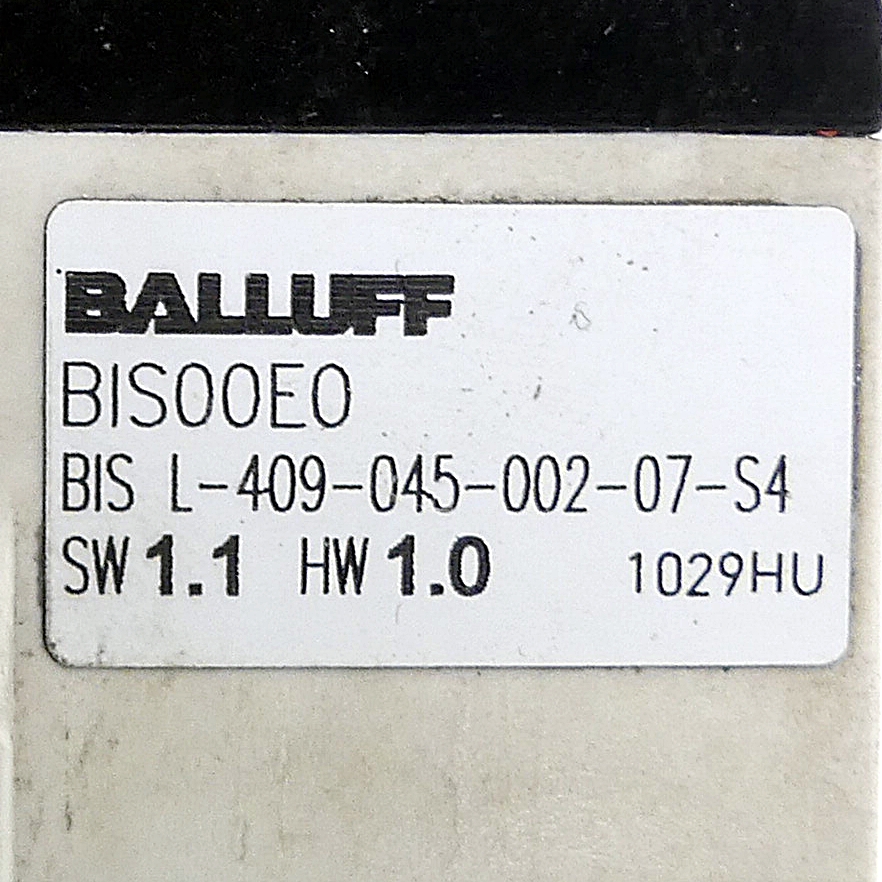 BALLUFF
BIS00E0
BIS L-409-045-002-07-S4
SW 1.1 HW 1.0 1029HU